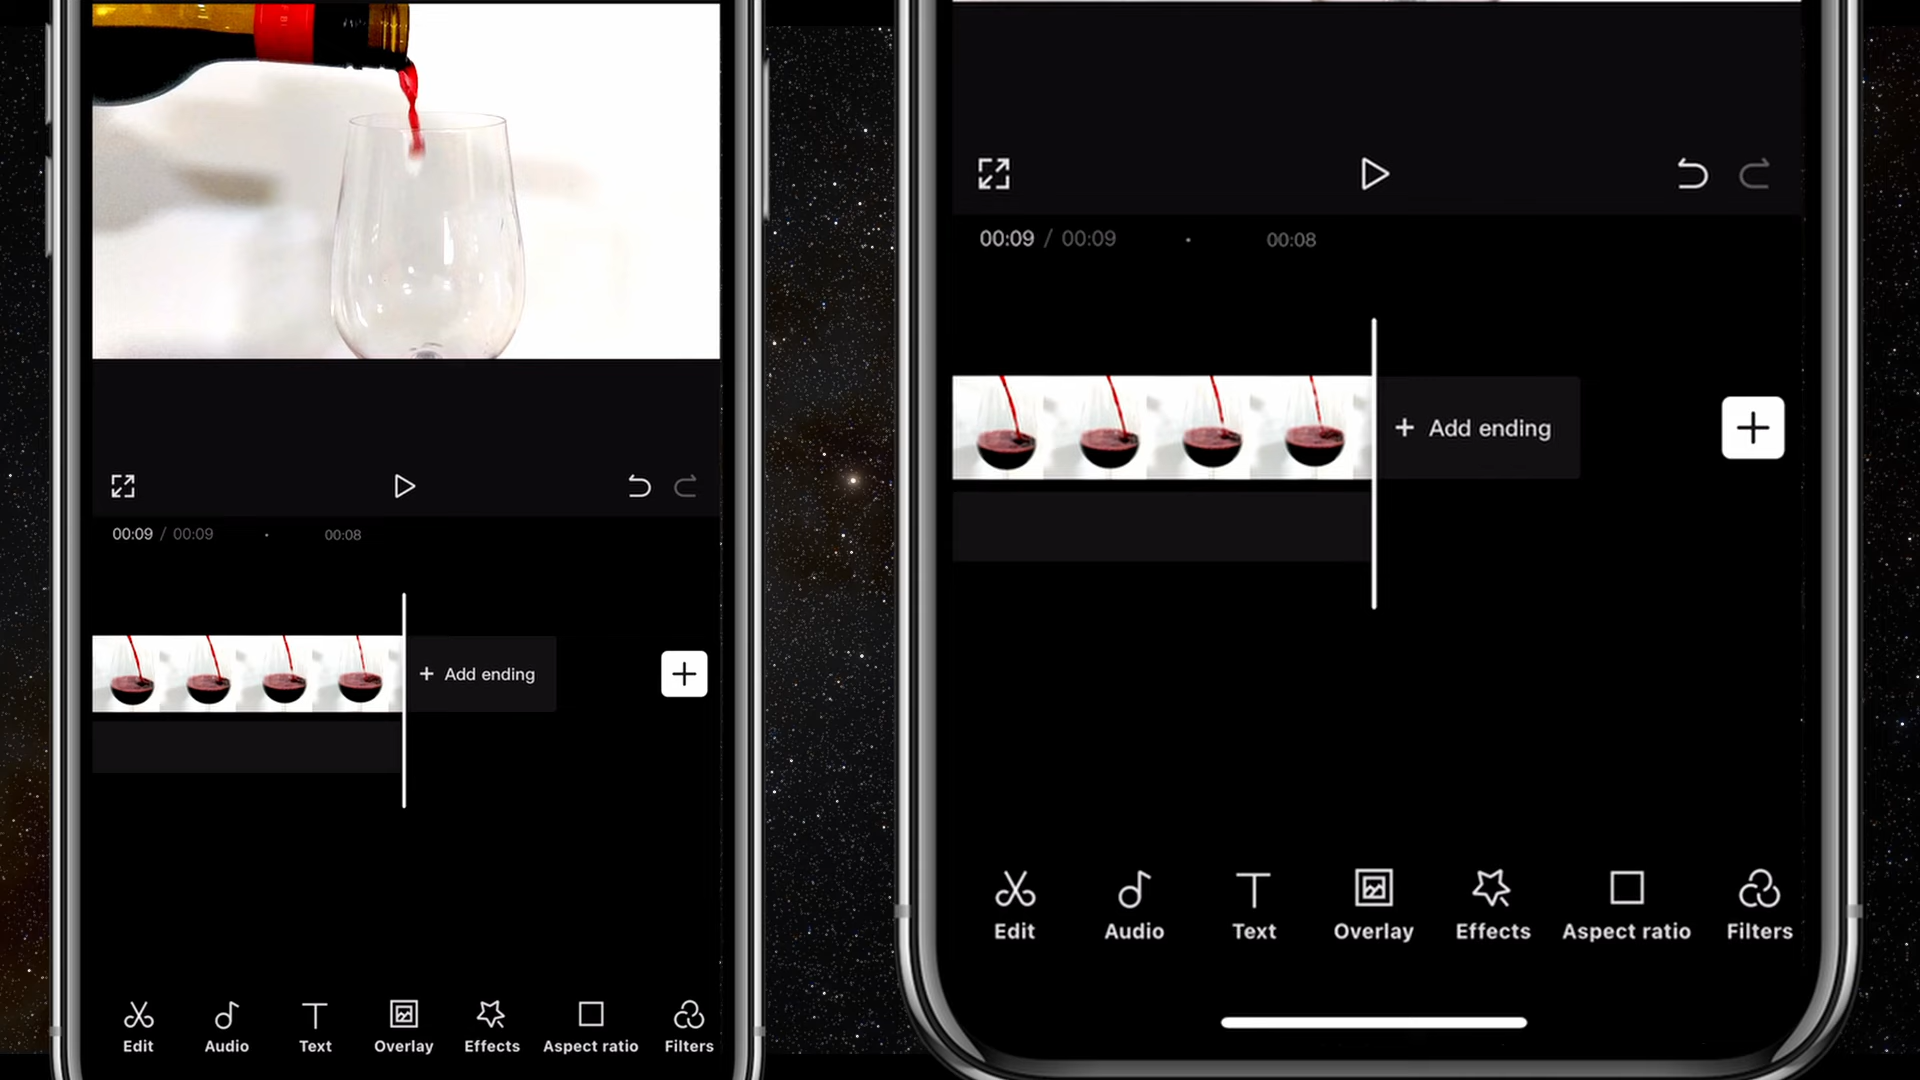 00:09 / 00:09
00:08
+ Add ending
Edit
Audio
Text
Overlay
Effects
Aspect ratio
Filters
00:09 / 00:09
00:08
+ Add ending
Edit
Audio
Text
Overlay
Effects
Aspect ratio
Filters